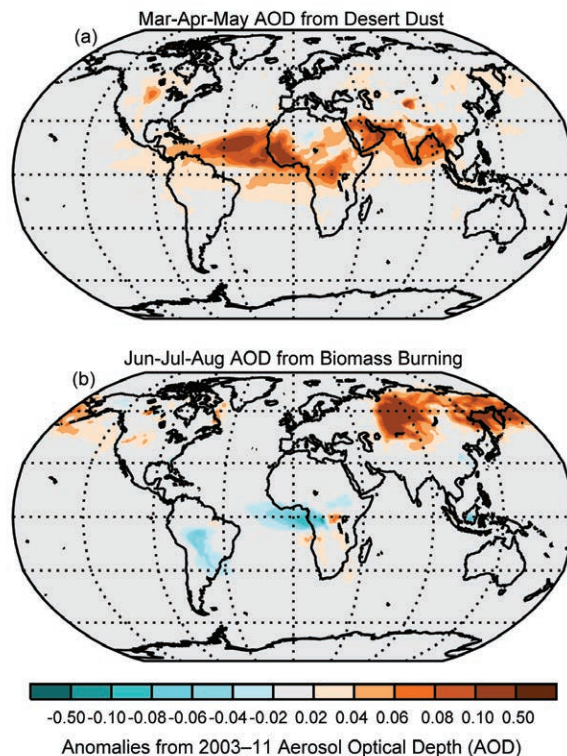 Mar-Apr-May AOD from Desert Dust
(a)
Jun-Jul-Aug AOD from Biomass Burning
(b)
-0.50 -0.10 -0.08 -0.06 -0.04 -0.02 0.02 0.04 0.06 0.08 0.10 0.50
Anomalies from 2003–11 Aerosol Optical Depth (AOD)